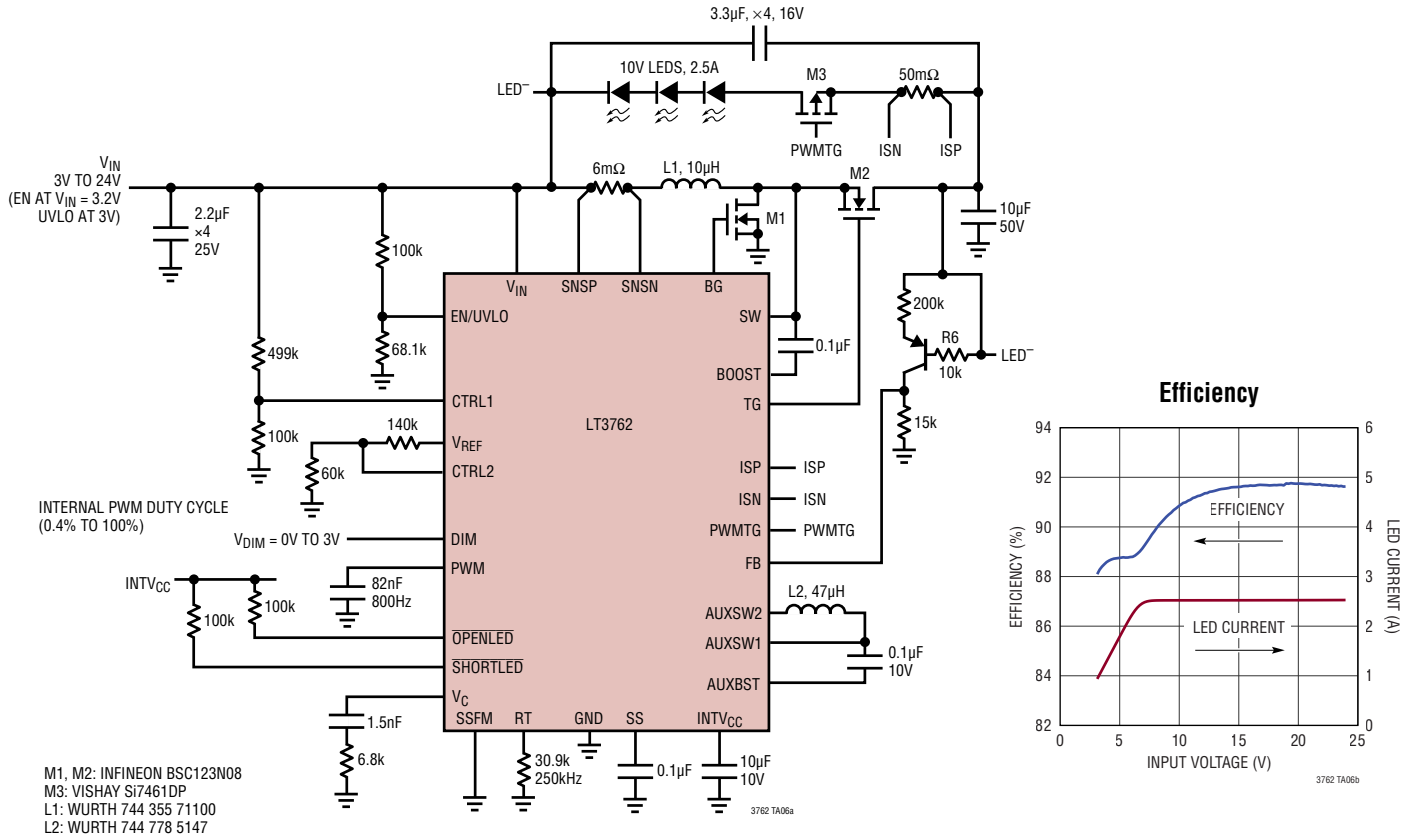 3.3µF, ×4, 16V
LED⁻
10V LEDS, 2.5A
M3
50mΩ
PWMTG
ISN
ISP
V_IN
3V TO 24V
(EN AT V_IN = 3.2V
UVLO AT 3V)
2.2µF
×4
25V
6mΩ
L1, 10µH
M1
M2
10µF
50V
100k
499k
68.1k
100k
V_IN
SNSP
SNSN
BG
EN/UVLO
SW
0.1µF
BOOST
CTRL1
TG
LT3762
140k
V_REF
60k
CTRL2
200k
R6
10k
LED⁻
15k
ISP
ISP
ISN
ISN
PWMTG
PWMTG
FB
INTERNAL PWM DUTY CYCLE
(0.4% TO 100%)
V_DIM = 0V TO 3V
DIM
PWM
82nF
800Hz
INTV_CC
100k
100k
OPENLED
SHORTLED
L2, 47µH
AUXSW2
AUXSW1
0.1µF
10V
AUXBST
V_C
1.5nF
6.8k
SSFM
RT
GND
SS
INTV_CC
30.9k
250kHz
0.1µF
10µF
10V
3762 TA06a
M1, M2: INFINEON BSC123N08
M3: VISHAY Si7461DP
L1: WURTH 744 355 71100
L2: WURTH 744 778 5147
Efficiency
94
92
90
88
86
84
82
EFFICIENCY (%)
6
5
4
3
2
1
0
LED CURRENT (A)
EFFICIENCY
LED CURRENT
0
5
10
15
20
25
INPUT VOLTAGE (V)
3762 TA06b